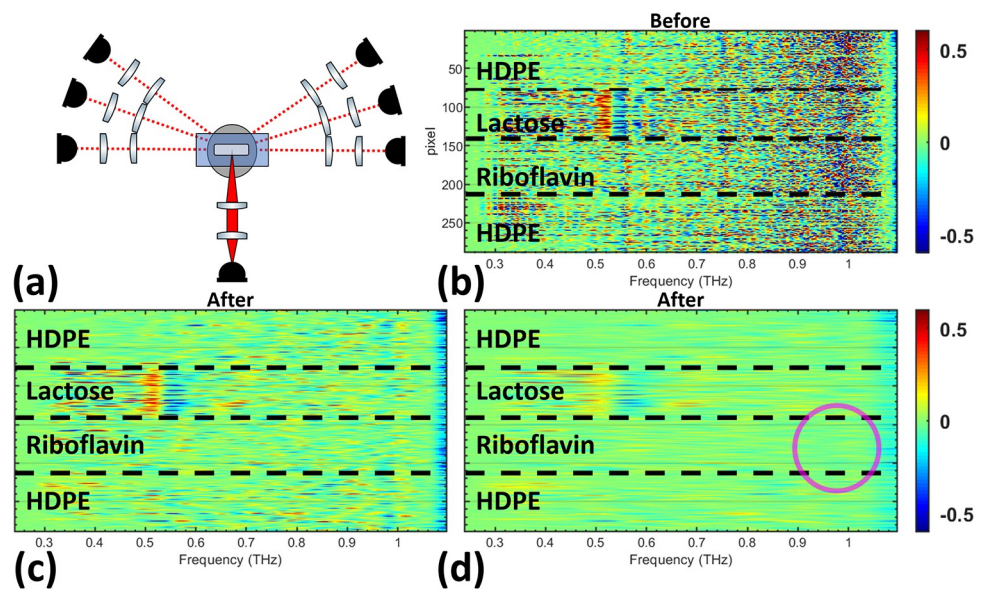 (a)
Before
HDPE
Lactose
Riboflavin
HDPE
pixel
50
100
150
200
250
0.3 0.4 0.5 0.6 0.7 0.8 0.9 1
Frequency (THz)
0.5
0
-0.5
(b)
After
HDPE
Lactose
Riboflavin
HDPE
0.3 0.4 0.5 0.6 0.7 0.8 0.9 1
Frequency (THz)
(c)
After
HDPE
Lactose
Riboflavin
HDPE
0.3 0.4 0.5 0.6 0.7 0.8 0.9 1
Frequency (THz)
0.5
0
-0.5
(d)